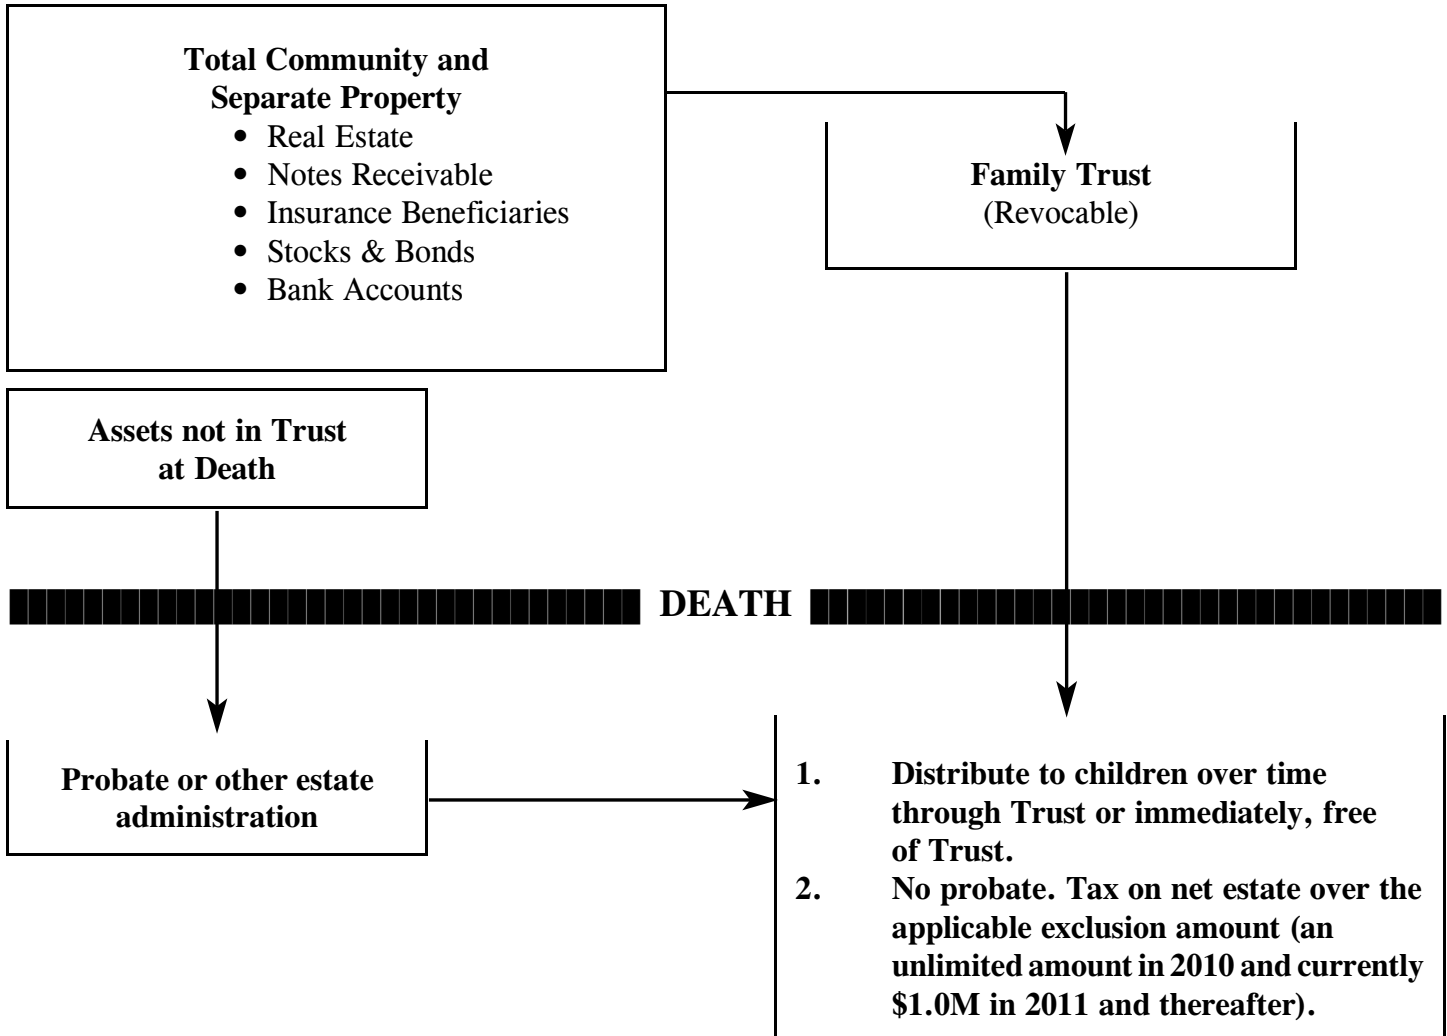 Total Community and
Separate Property
• Real Estate
• Notes Receivable
• Insurance Beneficiaries
• Stocks & Bonds
• Bank Accounts
Family Trust
(Revocable)
Assets not in Trust
at Death
DEATH
Probate or other estate
administration
1. Distribute to children over time
through Trust or immediately, free
of Trust.
2. No probate. Tax on net estate over the
applicable exclusion amount (an
unlimited amount in 2010 and currently
$1.0M in 2011 and thereafter).